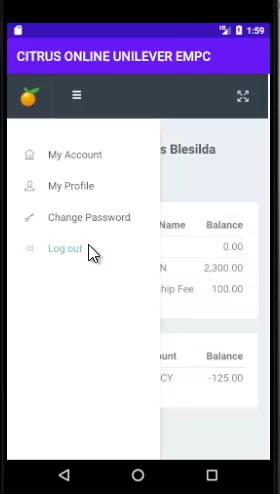 1:59
CITRUS ONLINE UNILEVER EMPC
s Blesilda
My Account
My Profile
Change Password
Log out
Name Balance
0.00
N 2,300.00
ship Fee 100.00
ount Balance
CY -125.00